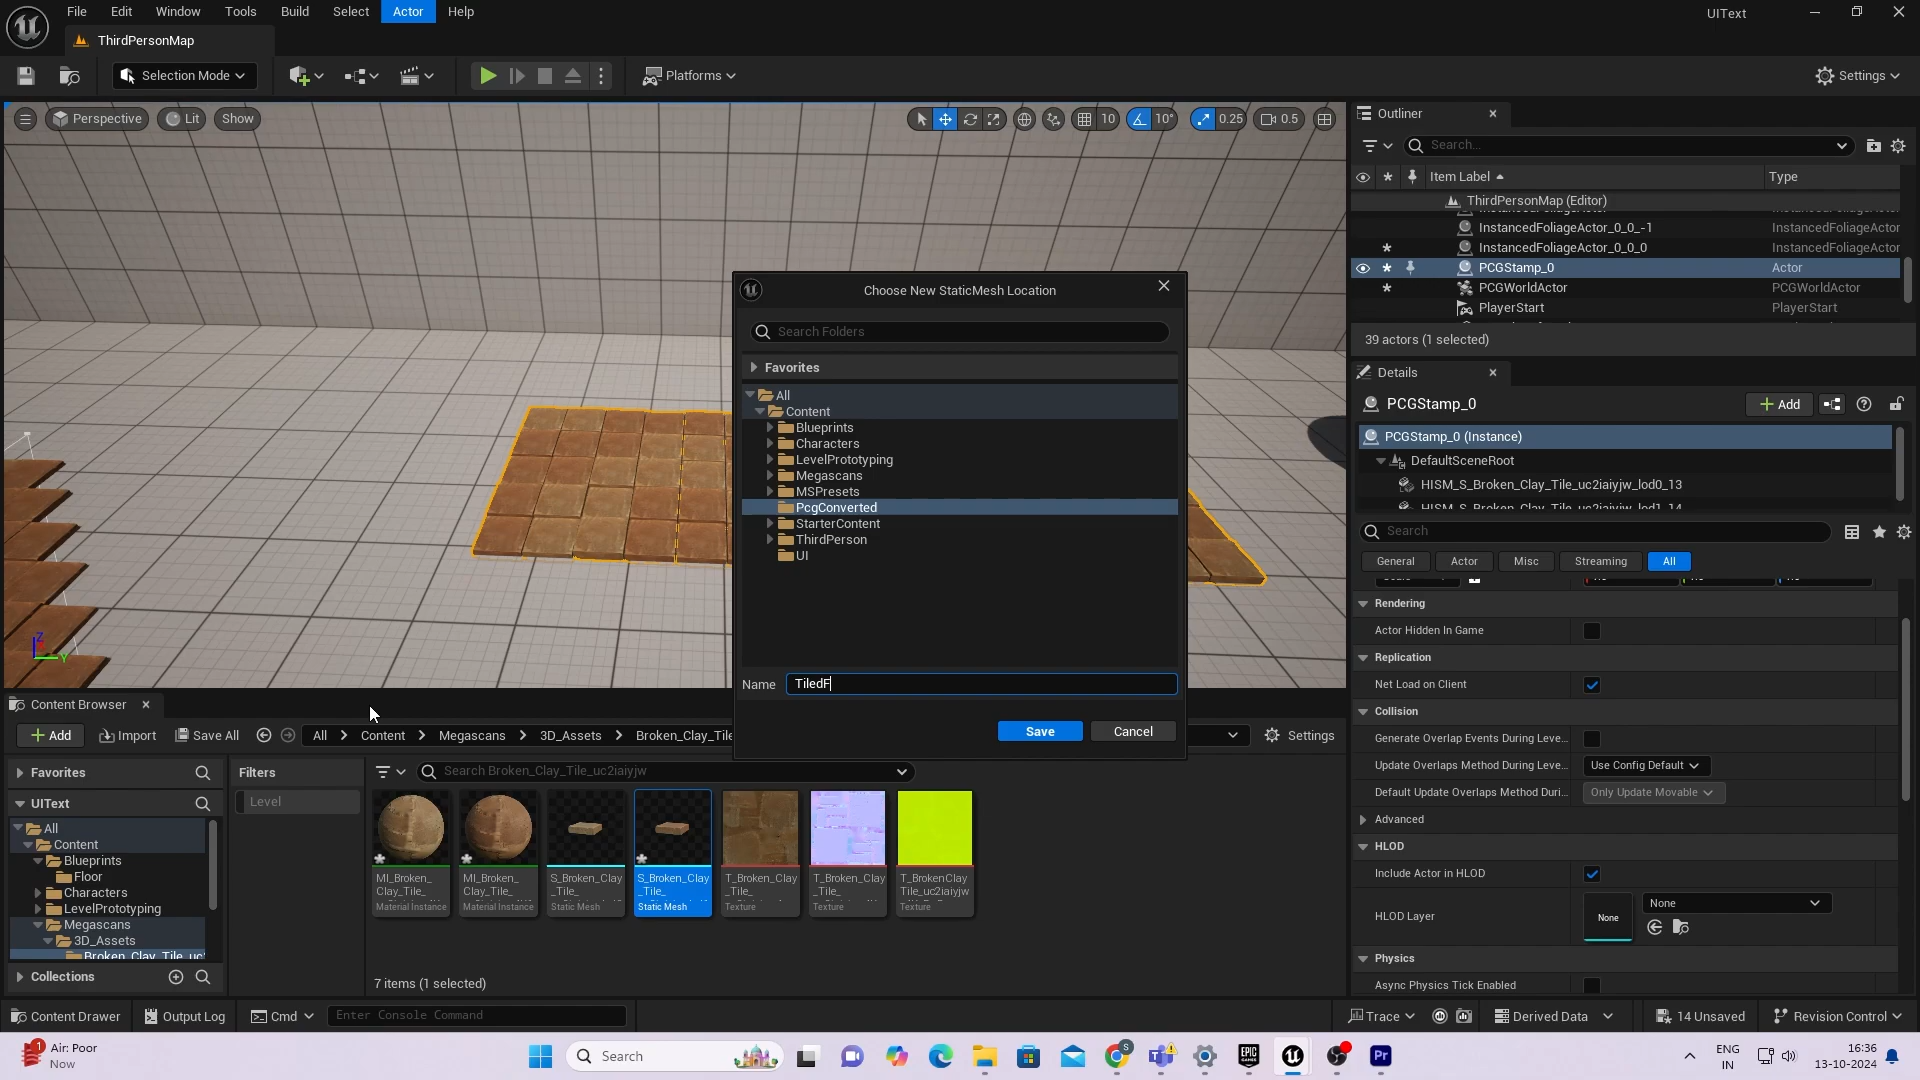 File Edit Window Tools Build Select Actor Help
UIText
ThirdPersonMap
Selection Mode
Platforms
Settings
Perspective Lit Show
10 10° 0.25 0.5
Outliner
Search...
Item Label Type
ThirdPersonMap (Editor)
InstancedFoliageActor_0_0_-1 InstancedFoliageActor
InstancedFoliageActor_0_0_0 InstancedFoliageActor
PCGStamp_0 Actor
PCGWorldActor PCGWorldActor
PlayerStart PlayerStart
39 actors (1 selected)
Details
PCGStamp_0
Add
PCGStamp_0 (Instance)
DefaultSceneRoot
HISM_S_Broken_Clay_Tile_uc2iaiyjw_lod0_13
HISM_S_Broken_Clay_Tile_uc2iaiyjw_lod1_14
Search
General Actor Misc Streaming All
Rendering
Actor Hidden In Game
Replication
Net Load on Client
Collision
Generate Overlap Events During Leve...
Update Overlaps Method During Leve... Use Config Default
Default Update Overlaps Method Duri... Only Update Movable
Advanced
HLOD
Include Actor in HLOD
HLOD Layer
None
None
Physics
Async Physics Tick Enabled
Choose New StaticMesh Location
Search Folders
Favorites
All
Content
Blueprints
Characters
LevelPrototyping
Megascans
MSPresets
PcgConverted
StarterContent
ThirdPerson
UI
Name TiledF
Save Cancel
Z
Y
Content Browser
Add Import Save All All Content Megascans 3D_Assets Broken_Clay_Tile Settings
Favorites
UIText
All
Content
Blueprints
Floor
Characters
LevelPrototyping
Megascans
3D_Assets
Broken_Clay_Tile_uc
Collections
Filters
Level
Search Broken_Clay_Tile_uc2iaiyjw
MI_Broken_
Clay_Tile_
Material Instance
MI_Broken_
Clay_Tile_
Material Instance
S_Broken_Clay
_Tile_
Static Mesh
S_Broken_Clay
_Tile_
Static Mesh
T_Broken_Clay
_Tile_
Texture
T_Broken_Clay
_Tile_
Texture
T_BrokenClay
Tile_uc2iaiyjw
Texture
7 items (1 selected)
Content Drawer Output Log Cmd Enter Console Command Trace Derived Data 14 Unsaved Revision Control
1
Air: Poor
Now
Search
S
Pr
ENG
IN
16:36
13-10-2024